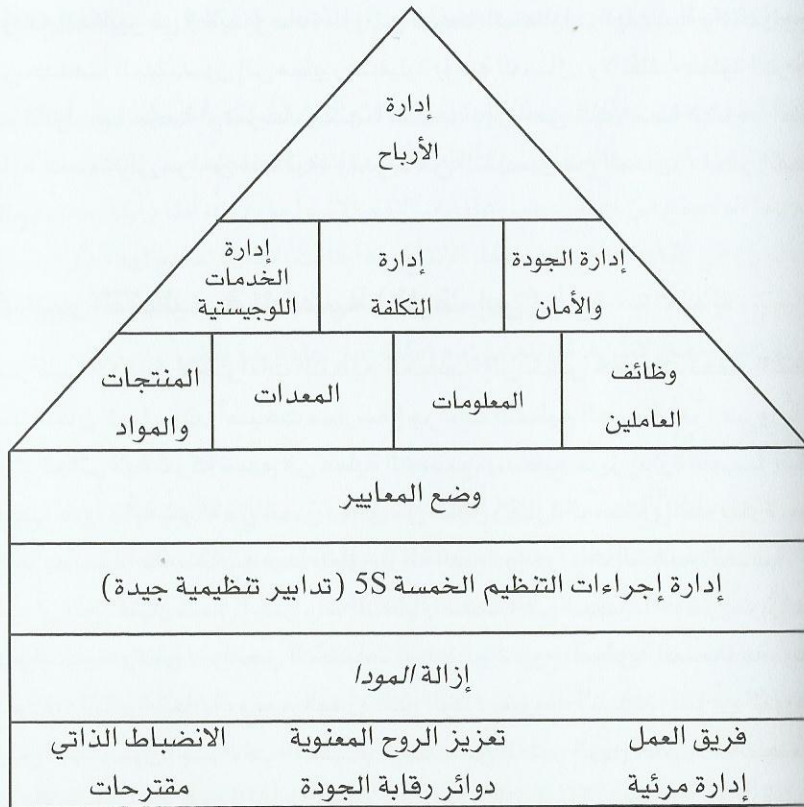 إدارة
الأرباح
إدارة الجودة
والأمان
إدارة
التكلفة
إدارة
الخدمات
اللوجيستية
وظائف
العاملين
المعلومات
المعدات
المنتجات
والمواد
وضع المعايير
إدارة إجراءات التنظيم الخمسة 5S (تدابير تنظيمية جيدة)
إزالة المودا
فريق العمل تعزيز الروح المعنوية الانضباط الذاتي
إدارة مرئية دوائر رقابة الجودة مقترحات